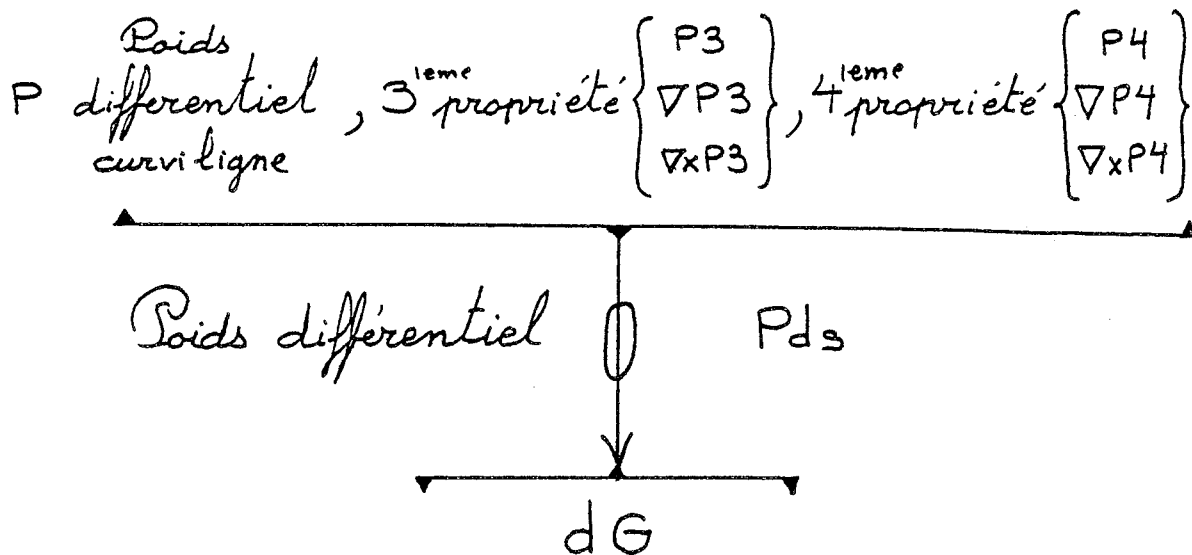 Poids
P differentiel , 3ieme propriété { P3 } , 4ieme propriété { P4 }
curviligne
∇P3
∇P4
∇xP3
∇xP4
Poids différentiel Pds
dG